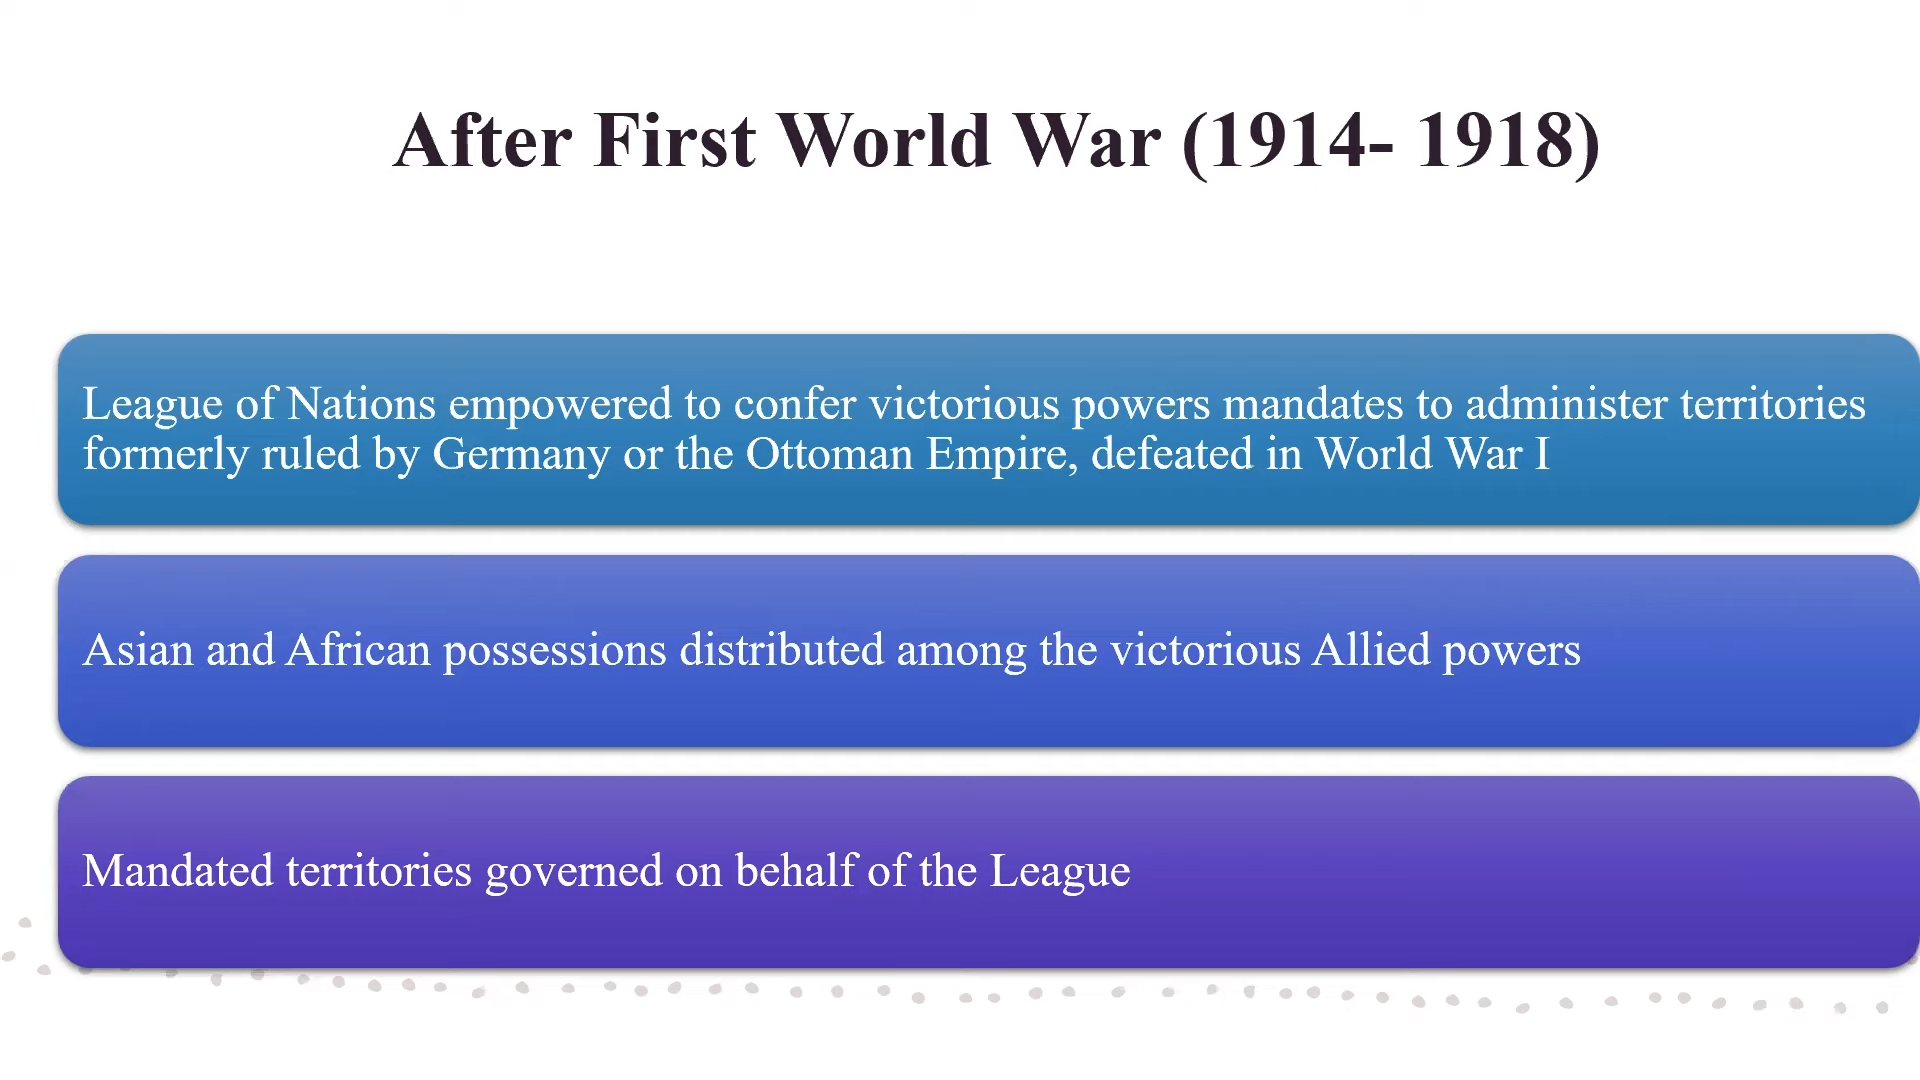 After First World War (1914- 1918)
League of Nations empowered to confer victorious powers mandates to administer territories
formerly ruled by Germany or the Ottoman Empire, defeated in World War I
Asian and African possessions distributed among the victorious Allied powers
Mandated territories governed on behalf of the League